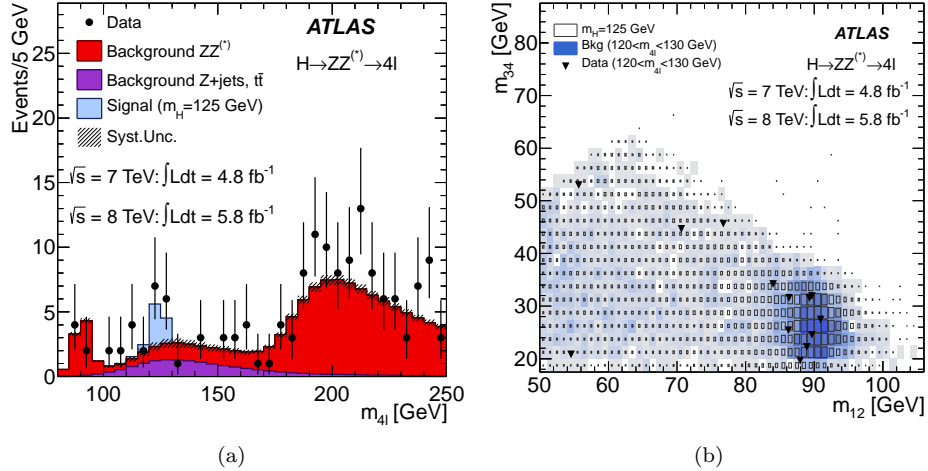 Events/5 GeV
25
20
15
10
5
0
100
150
200
250
m4l [GeV]
Data
Background ZZ(*)
Background Z+jets, tt̄
Signal (mH=125 GeV)
Syst.Unc.
ATLAS
H→ZZ(*)→4l
√s = 7 TeV: ∫Ldt = 4.8 fb-1
√s = 8 TeV: ∫Ldt = 5.8 fb-1
(a)
m34 [GeV]
80
70
60
50
40
30
20
50
60
70
80
90
100
m12 [GeV]
mH=125 GeV
Bkg (120<m4l<130 GeV)
Data (120<m4l<130 GeV)
ATLAS
H→ZZ(*)→4l
√s = 7 TeV: ∫Ldt = 4.8 fb-1
√s = 8 TeV: ∫Ldt = 5.8 fb-1
(b)